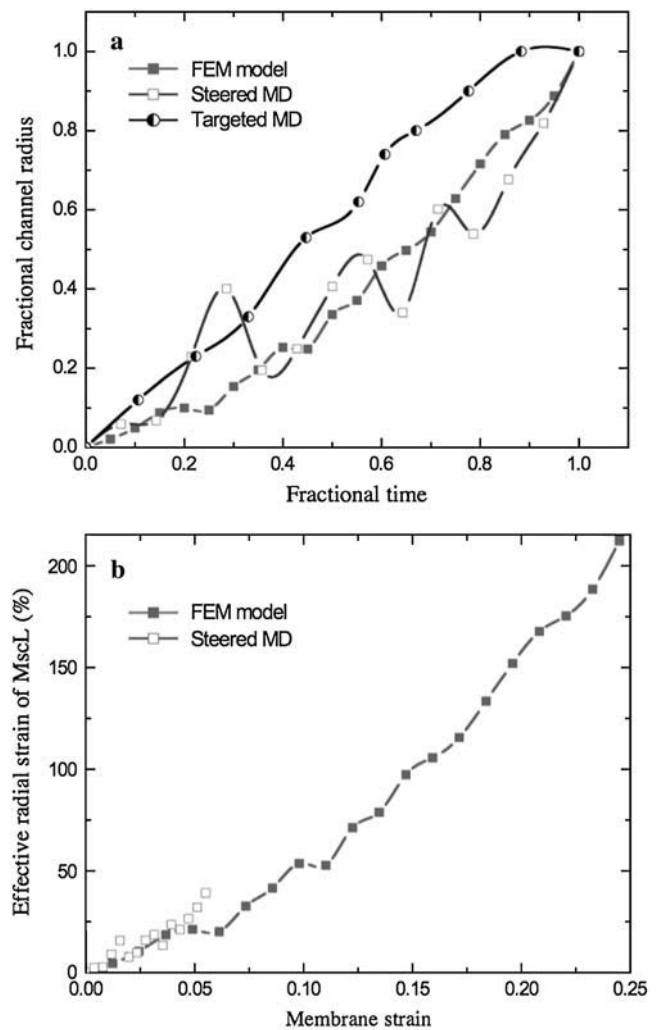 a
FEM model
Steered MD
Targeted MD
Fractional channel radius
1.0
0.8
0.6
0.4
0.2
0.0
0.0 0.2 0.4 0.6 0.8 1.0
Fractional time
b
FEM model
Steered MD
Effective radial strain of MscL (%)
200
150
100
50
0
0.00 0.05 0.10 0.15 0.20 0.25
Membrane strain